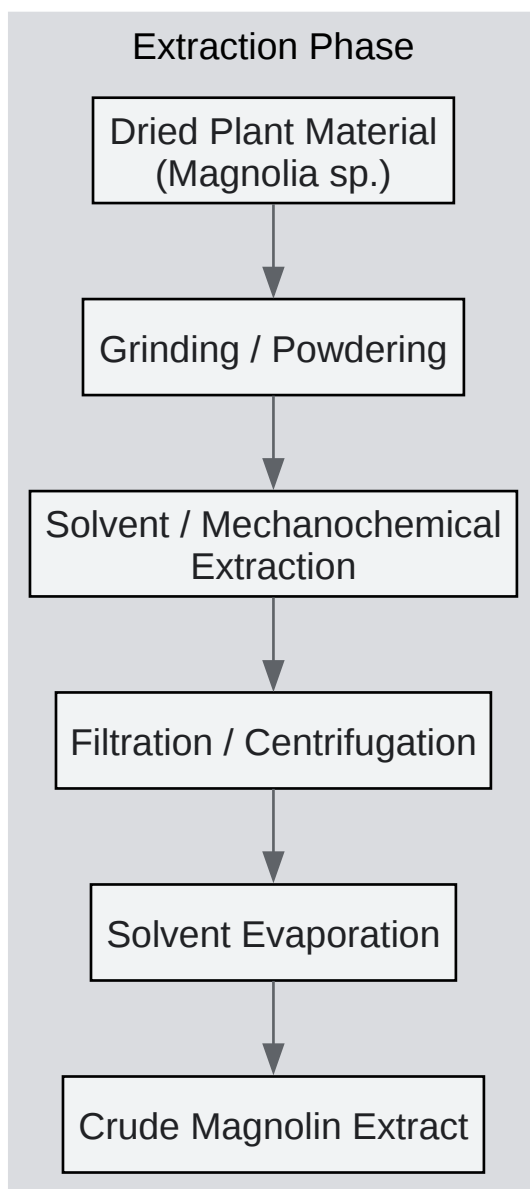 Extraction Phase
Dried Plant Material
(Magnolia sp.)
Grinding / Powdering
Solvent / Mechanochemical
Extraction
Filtration / Centrifugation
Solvent Evaporation
Crude Magnolin Extract